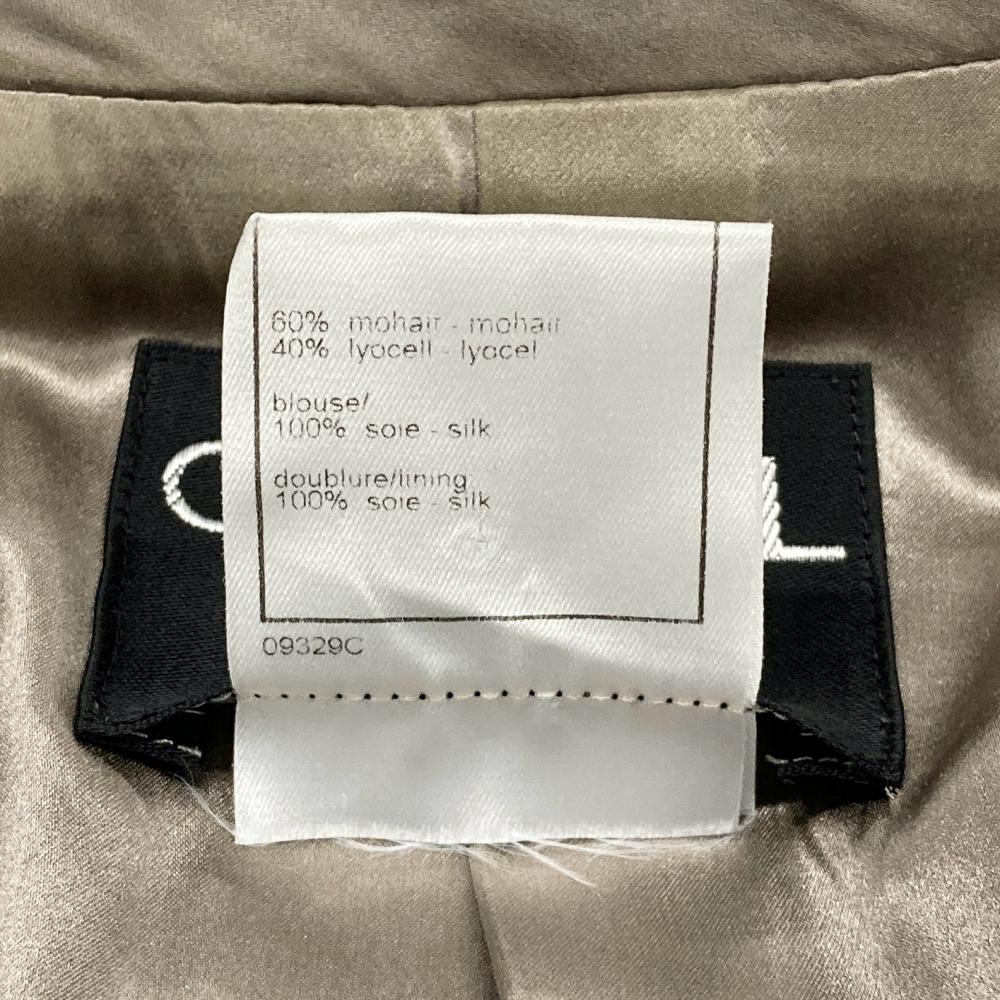 60% mohair - mohair
40% lyocell - lyocel
blouse/
100% soie - silk
doublure/lining
100% soie - silk
09329C